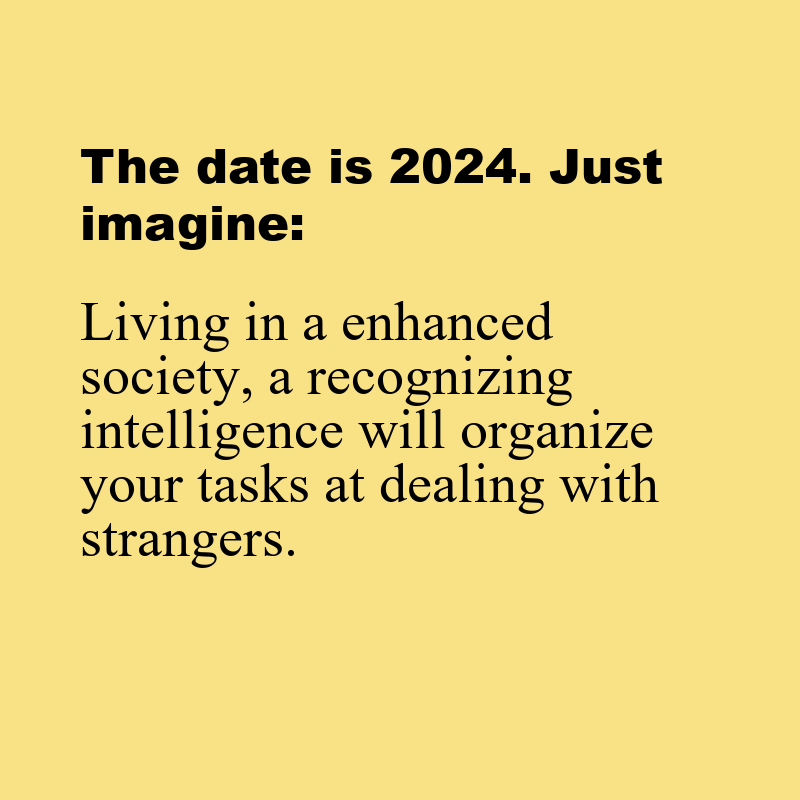 The date is 2024. Just
imagine:
Living in a enhanced
society, a recognizing
intelligence will organize
your tasks at dealing with
strangers.